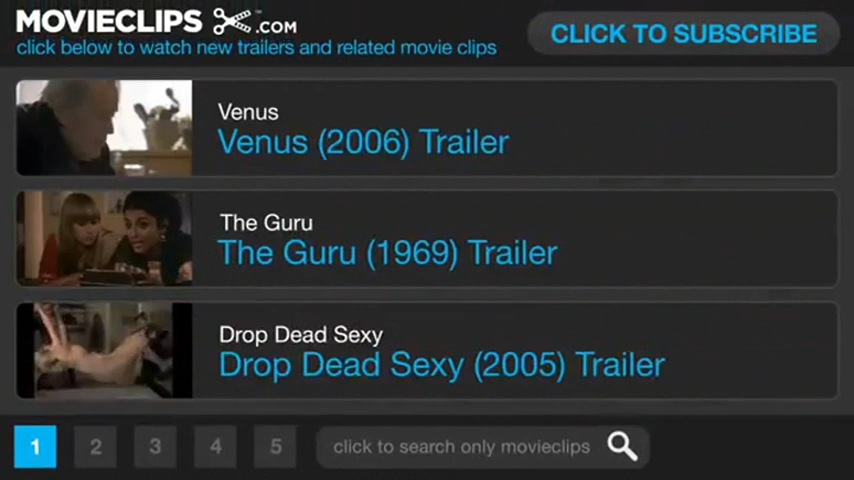 MOVIECLIPS .COM
click below to watch new trailers and related movie clips
CLICK TO SUBSCRIBE
Venus
Venus (2006) Trailer
The Guru
The Guru (1969) Trailer
Drop Dead Sexy
Drop Dead Sexy (2005) Trailer
1 2 3 4 5 click to search only movieclips